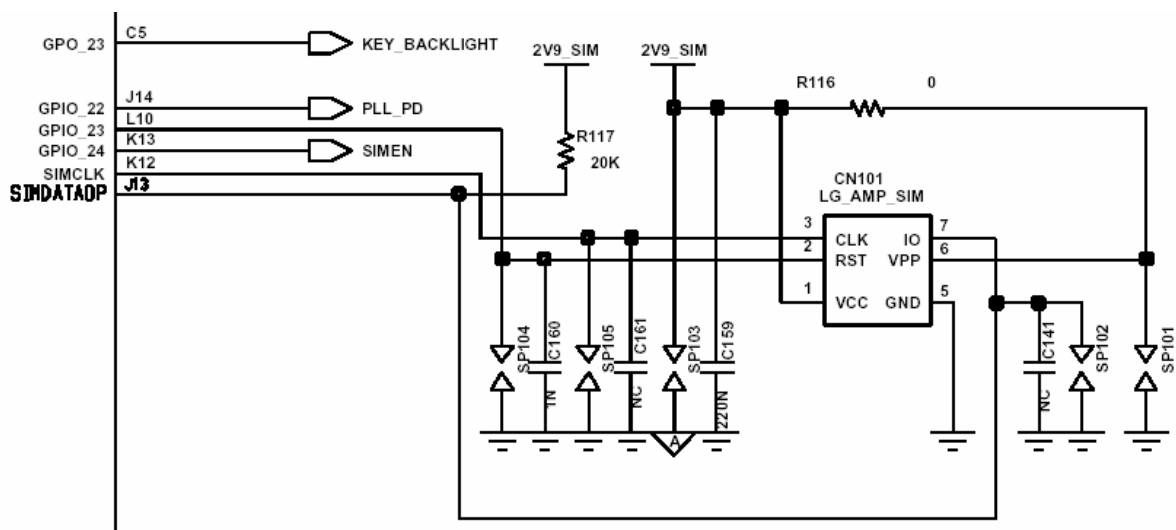 GPO_23 C5 KEY_BACKLIGHT
2V9_SIM 2V9_SIM
R116 0
GPIO_22 J14 PLL_PD
GPIO_23 L10
GPIO_24 K13 SIMEN
R117
20K
SIMCLK K12
SIMDATAOP J13
CN101
LG_AMP_SIM
3 CLK IO 7
2 RST VPP 6
1 VCC GND 5
SP104
C160
1N
SP105
C161
NC
SP103
C159
220N
A
C141
NC
SP102
SP101